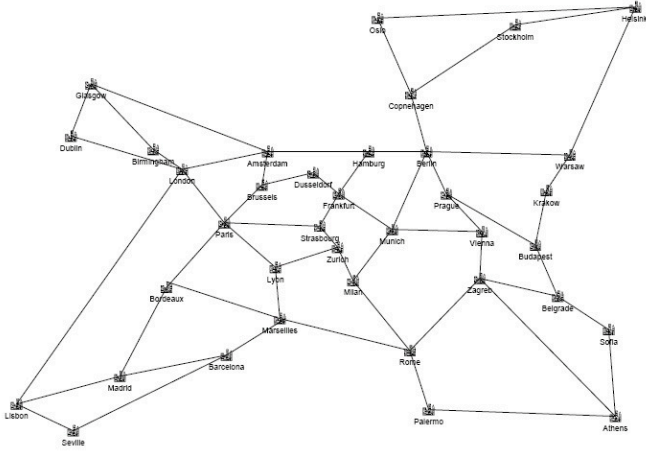 Oslo
Helsinki
Stockholm
Glasgow
Copnehagen
Dublin
Birmingham
London
Amsterdam
Hamburg
Berlin
Warsaw
Dusseldorf
Brussels
Frankfurt
Prague
Krakow
Paris
Strasbourg
Munich
Vienna
Zurich
Budapest
Lyon
Milan
Zagreb
Bordeaux
Belgrade
Marseilles
Sofia
Barcelona
Rome
Madrid
Lisbon
Palermo
Athens
Seville